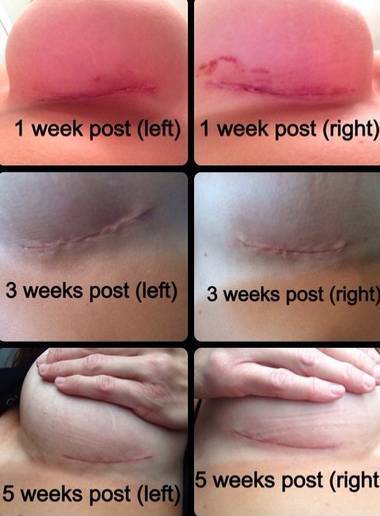 1 week post (left)
1 week post (right)
3 weeks post (left)
3 weeks post (right)
5 weeks post (left)
5 weeks post (right